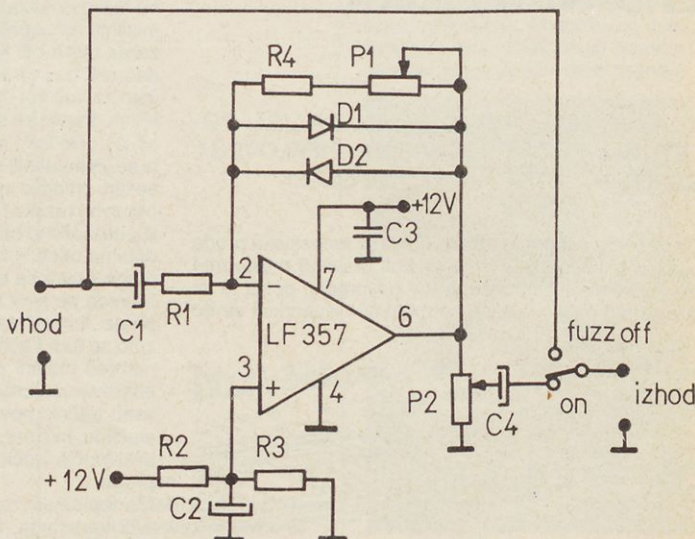 R4
P1
D1
D2
+12V
C3
2
7
−
LF 357
6
C1
R1
vhod
fuzz off
3
+
4
P2
C4
on
izhod
R2
R3
+ 12V
C2